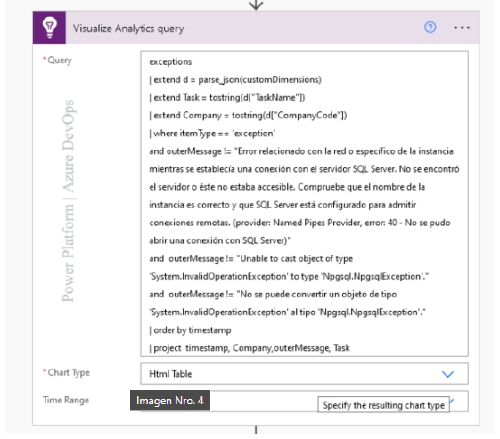 Visualize Analytics query
* Query
exceptions
| extend d = parse_json(customDimensions)
| extend Task = tostring(d["TaskName"])
| extend Company = tostring(d["CompanyCode"])
| where itemType == 'exception'
and outerMessage != "Error relacionado con la red o específico de la instancia
mientras se establecía una conexión con el servidor SQL Server. No se encontró
el servidor o éste no estaba accesible. Compruebe que el nombre de la
instancia es correcto y que SQL Server está configurado para admitir
conexiones remotas. (provider: Named Pipes Provider, error: 40 - No se pudo
abrir una conexión con SQL Server)"
and outerMessage != "Unable to cast object of type
'System.InvalidOperationException' to type 'Npgsql.NpgsqlException'."
and outerMessage != "No se puede convertir un objeto de tipo
'System.InvalidOperationException' al tipo 'Npgsql.NpgsqlException'."
| order by timestamp
| project timestamp, Company,outerMessage, Task
Power Platform | Azure DevOps
* Chart Type
Html Table
Time Range
Imagen Nro. 4
Specify the resulting chart type